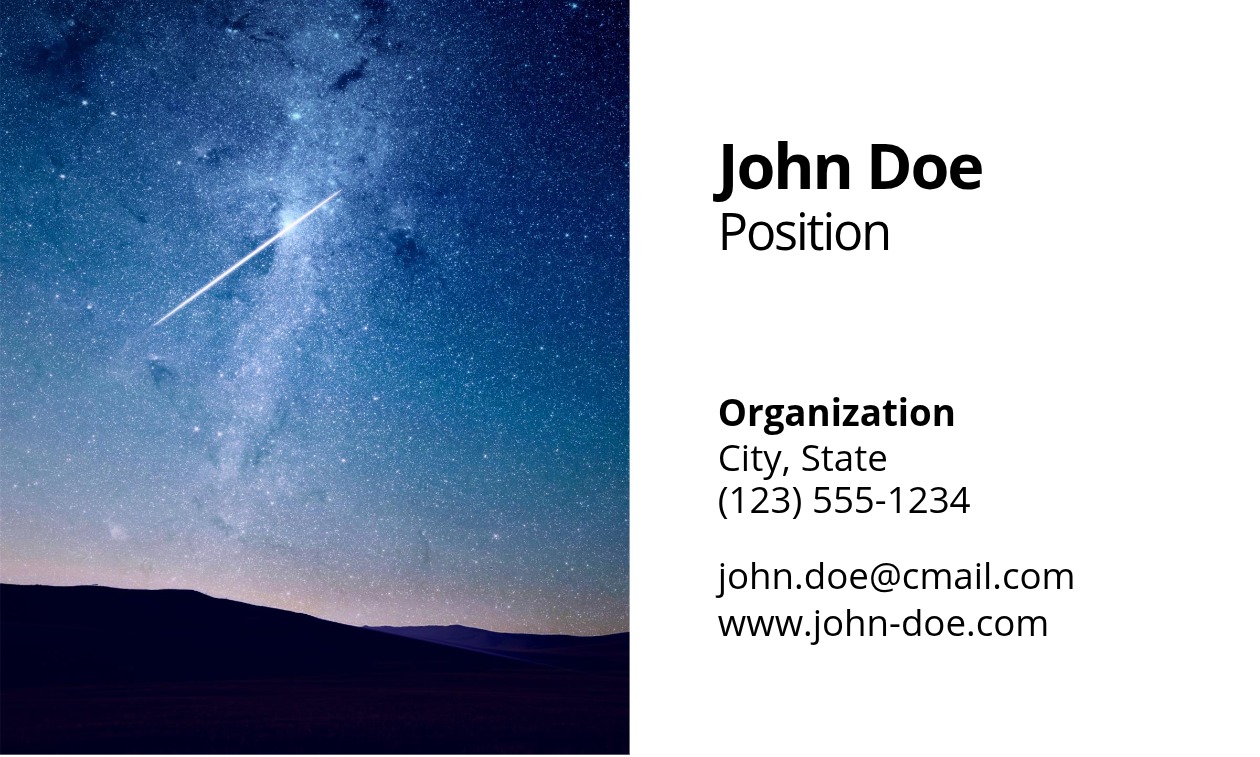 John Doe
Position
Organization
City, State
(123) 555-1234
john.doe@cmail.com
www.john-doe.com